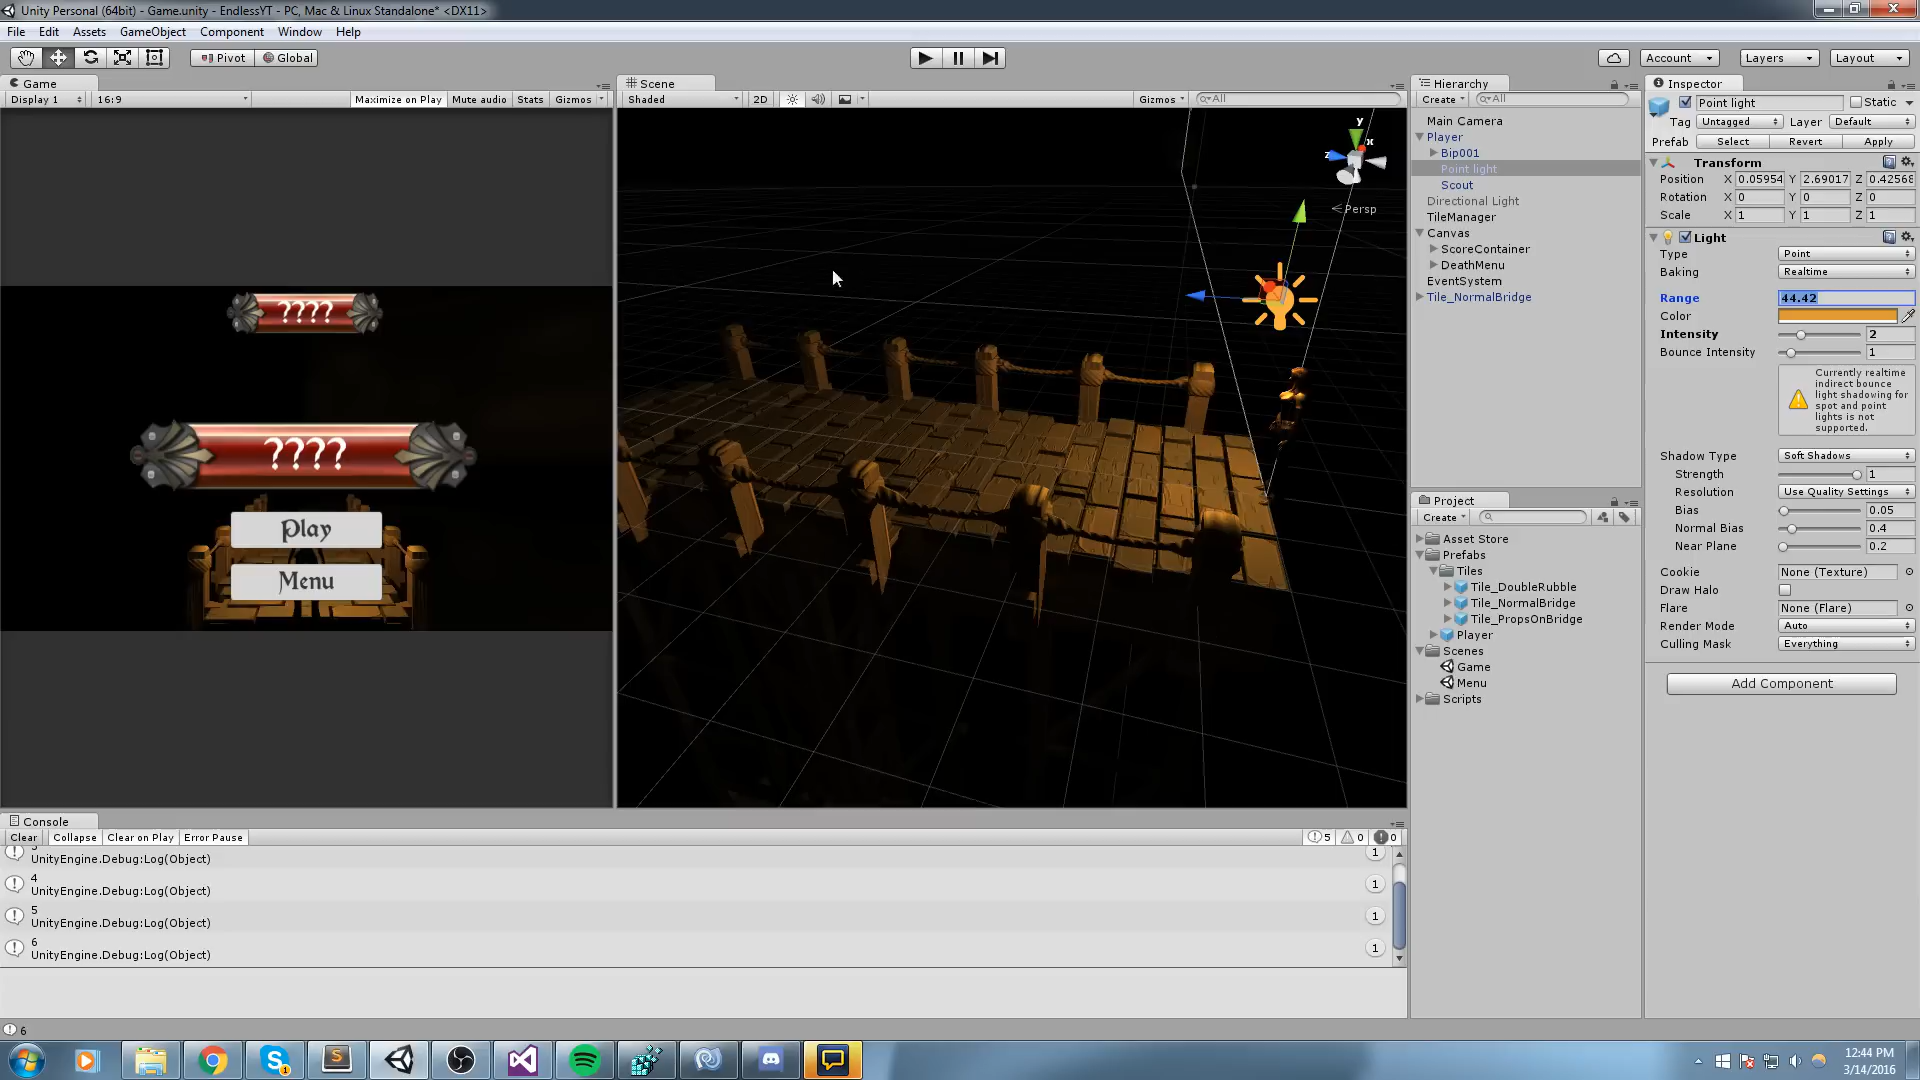 Unity Personal (64bit) - Game.unity - EndlessYT - PC, Mac & Linux Standalone* <DX11>
File Edit Assets GameObject Component Window Help
Pivot Global Account Layers Layout
Game
Display 1 16:9 Maximize on Play Mute audio Stats Gizmos
????
????
Play
Menu
Scene
Shaded 2D Gizmos All
y
x
z
Persp
Hierarchy
Create All
Main Camera
Player
Bip001
Point light
Scout
Directional Light
TileManager
Canvas
ScoreContainer
DeathMenu
EventSystem
Tile_NormalBridge
Project
Create
Asset Store
Prefabs
Tiles
Tile_DoubleRubble
Tile_NormalBridge
Tile_PropsOnBridge
Player
Scenes
Game
Menu
Scripts
Inspector
Point light Static
Tag Untagged Layer Default
Prefab Select Revert Apply
Transform
Position X 0.05954 Y 2.69017 Z 0.42568
Rotation X 0 Y 0 Z 0
Scale X 1 Y 1 Z 1
Light
Type Point
Baking Realtime
Range 44.42
Color
Intensity 2
Bounce Intensity 1
Currently realtime
indirect bounce
light shadowing for
spot and point
lights is not
supported.
Shadow Type Soft Shadows
Strength 1
Resolution Use Quality Settings
Bias 0.05
Normal Bias 0.4
Near Plane 0.2
Cookie None (Texture)
Draw Halo
Flare None (Flare)
Render Mode Auto
Culling Mask Everything
Add Component
Console
Clear Collapse Clear on Play Error Pause 5 0 0
UnityEngine.Debug:Log(Object) 1
4
UnityEngine.Debug:Log(Object) 1
5
UnityEngine.Debug:Log(Object) 1
6
UnityEngine.Debug:Log(Object) 1
6
12:44 PM
3/14/2016